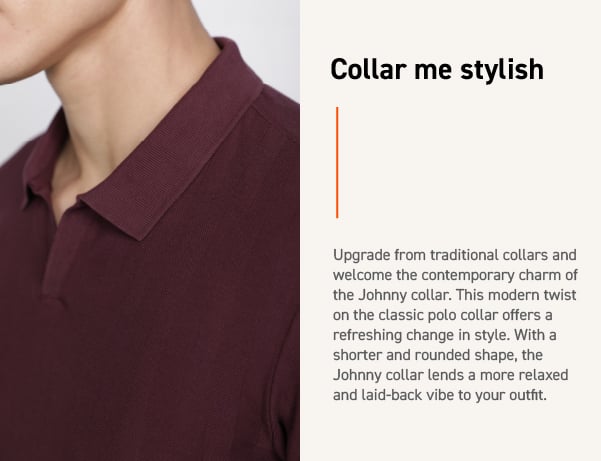 Collar me stylish
Upgrade from traditional collars and
welcome the contemporary charm of
the Johnny collar. This modern twist
on the classic polo collar offers a
refreshing change in style. With a
shorter and rounded shape, the
Johnny collar lends a more relaxed
and laid-back vibe to your outfit.